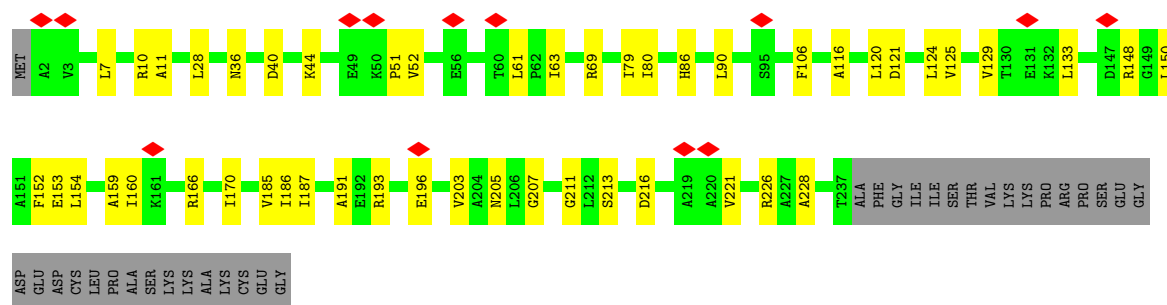 MET A2 V3 L7 R10 A11 L28 N36 D40 K44 E49 K50 P51 V52 E56 T60 L61 P62 I63 R69 I79 I80 H86 L90 S95 F106 A116 L120 D121 L124 V125 V129 T130 E131 K132 L133 D147 R148 G149 L150
A151 F152 E153 L154 A159 I160 K161 R166 I170 V185 I186 I187 A191 E192 R193 E196 V203 A204 N205 L206 G207 G211 L212 S213 D216 A219 A220 V221 R226 A227 A228 T237 ALA PHE GLY ILE ILE SER THR VAL LYS LYS PRO ARG PRO SER GLU GLY
ASP GLU ASP CYS LEU PRO ALA SER LYS LYS ALA LYS CYS GLU GLY